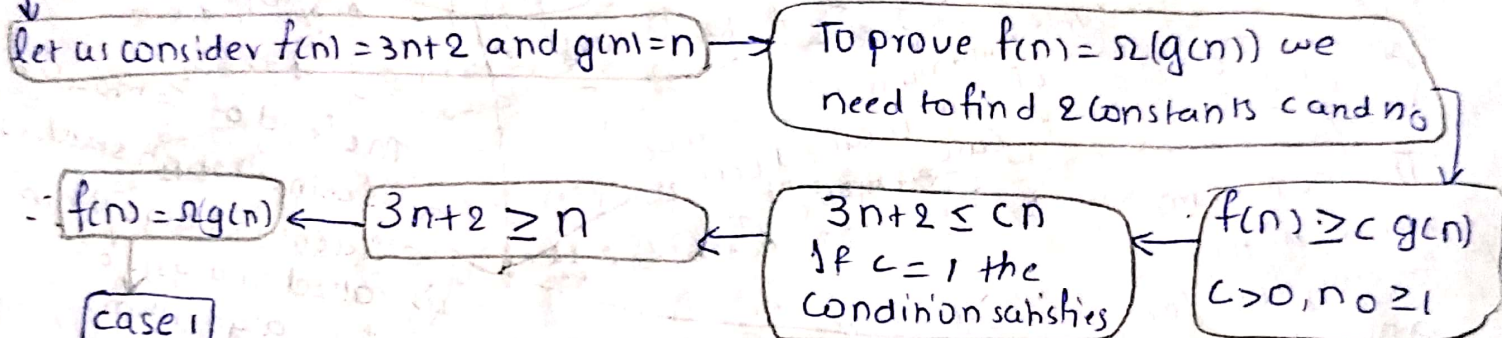 let us consider f(n) = 3n+2 and g(n) = n
To prove f(n) = Ω(g(n)) we
need to find 2 constants c and n₀
f(n) ≥ c g(n)
c>0, n₀ ≥1
3n+2 ≤ cn
If c=1 the
condition satisfies
3n+2 ≥ n
∴ f(n) = Ωg(n)
case 1